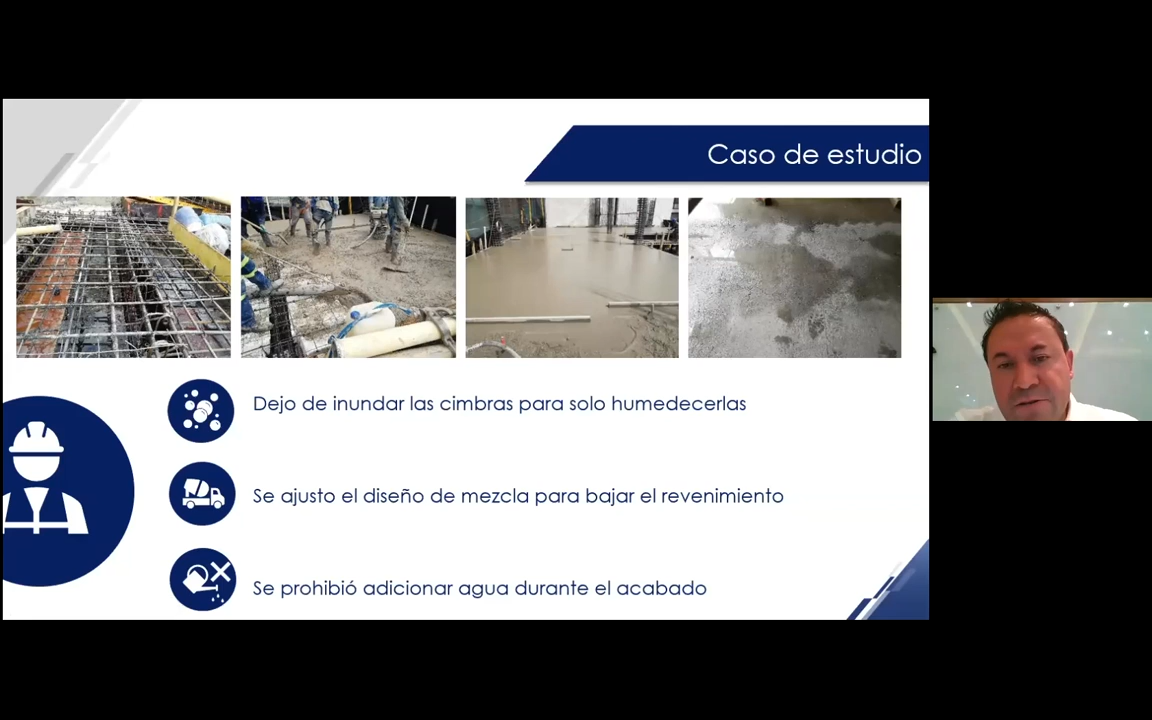 Caso de estudio
Dejo de inundar las cimbras para solo humedecerlas
Se ajusto el diseño de mezcla para bajar el revenimiento
Se prohibió adicionar agua durante el acabado